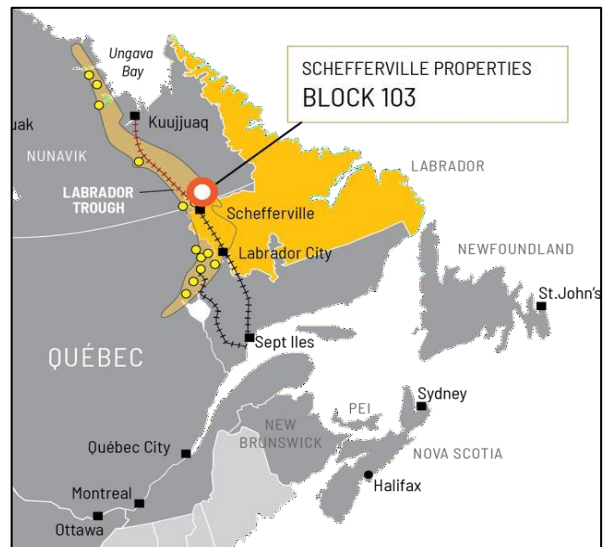 Ungava
Bay
SCHEFFERVILLE PROPERTIES
BLOCK 103
uak
Kuujjuaq
NUNAVIK
LABRADOR
LABRADOR
TROUGH
Schefferville
Labrador City
NEWFOUNDLAND
St.John's
Sept Iles
QUÉBEC
Sydney
PEI
NEW
BRUNSWICK
NOVA SCOTIA
Québec City
Halifax
Montreal
Ottawa